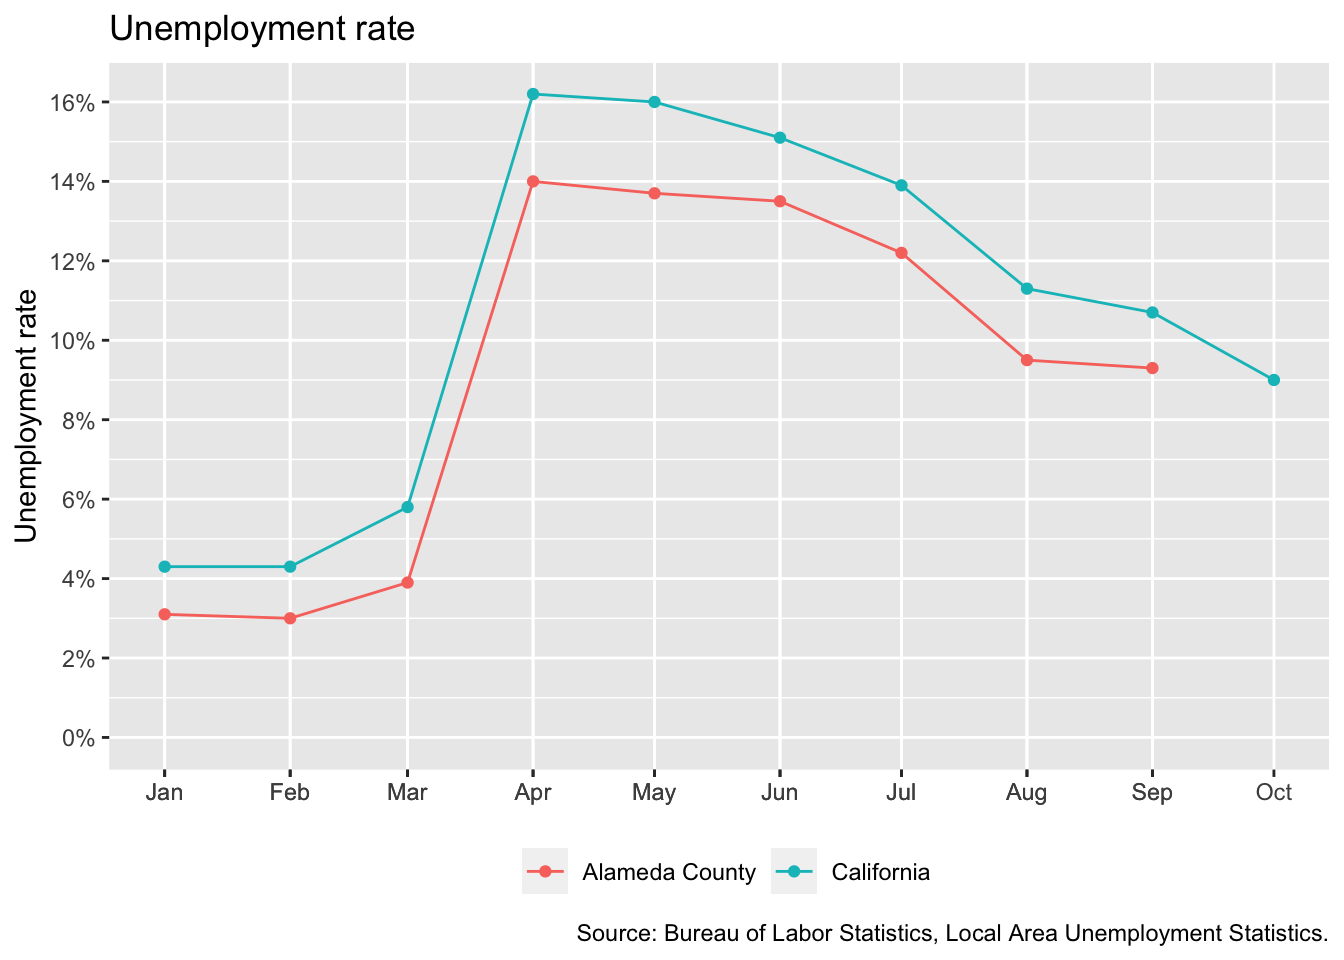 Unemployment rate
Unemployment rate
16%
14%
12%
10%
8%
6%
4%
2%
0%
Jan Feb Mar Apr May Jun Jul Aug Sep Oct
Alameda County California
Source: Bureau of Labor Statistics, Local Area Unemployment Statistics.